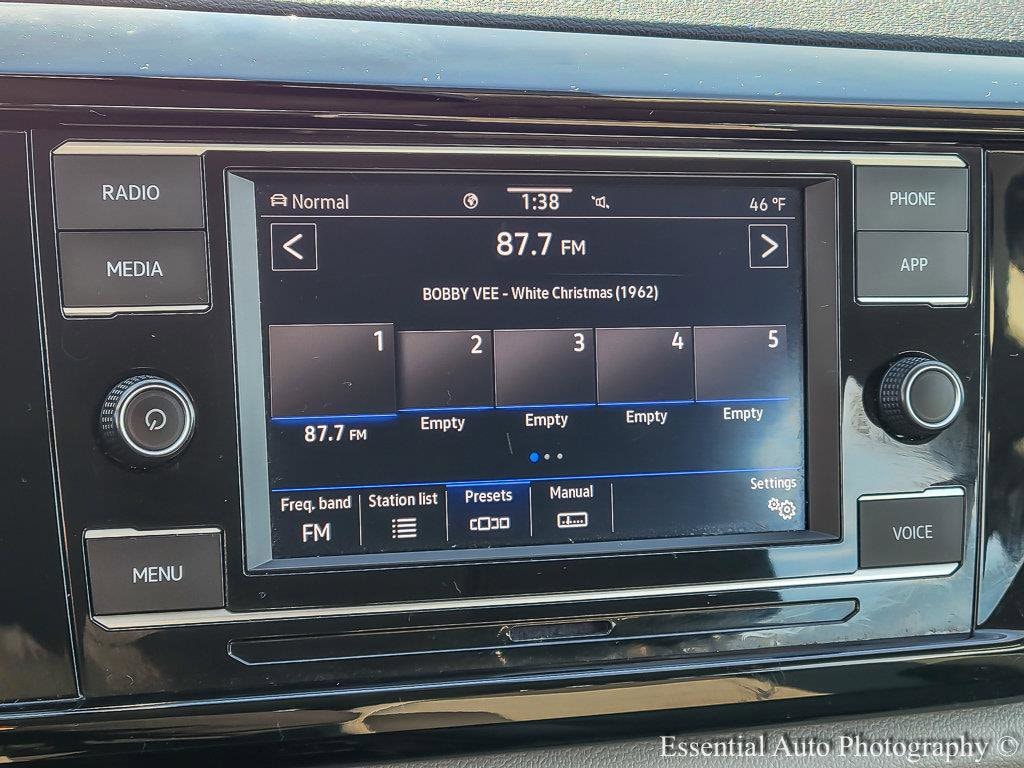 RADIO
MEDIA
MENU
Normal
1:38
46 °F
87.7 FM
BOBBY VEE - White Christmas (1962)
1
2
3
4
5
87.7 FM
Empty
Empty
Empty
Empty
Freq. band
FM
Station list
Presets
Manual
Settings
PHONE
APP
VOICE
Essential Auto Photography ©